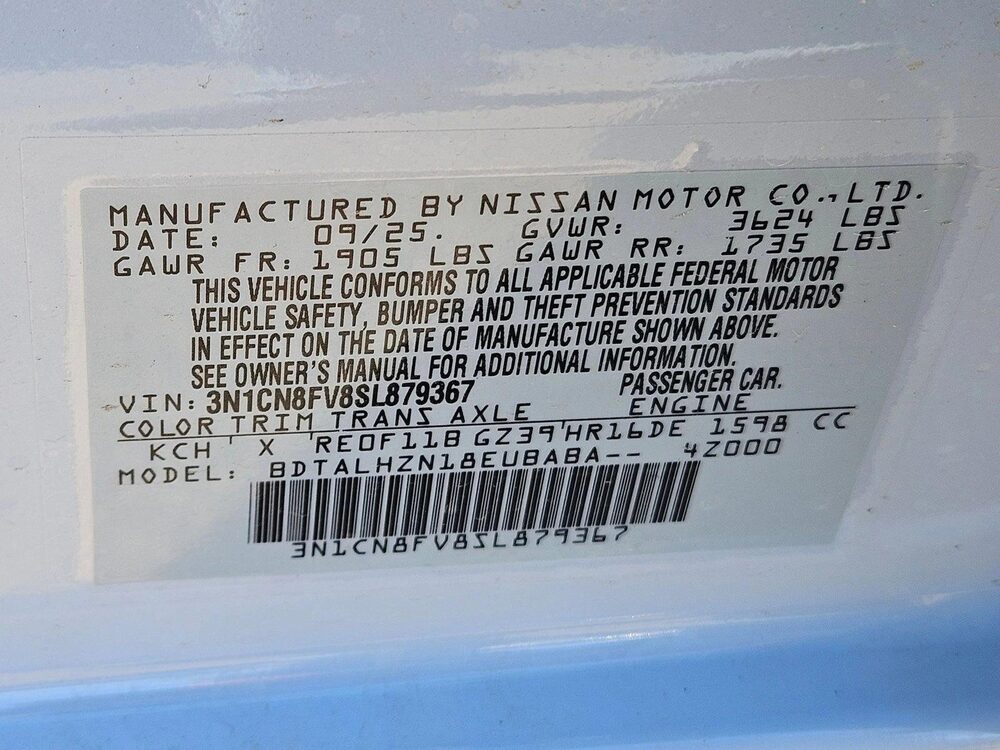 MANUFACTURED BY NISSAN MOTOR CO.,LTD.
DATE: 09/25. GVWR: 3624 LBS
GAWR FR: 1905 LBS GAWR RR: 1735 LBS
THIS VEHICLE CONFORMS TO ALL APPLICABLE FEDERAL MOTOR
VEHICLE SAFETY, BUMPER AND THEFT PREVENTION STANDARDS
IN EFFECT ON THE DATE OF MANUFACTURE SHOWN ABOVE.
SEE OWNER'S MANUAL FOR ADDITIONAL INFORMATION.
VIN: 3N1CN8FV8SL879367 PASSENGER CAR.
COLOR TRIM TRANS AXLE ENGINE
KCH X RE0F11B GZ39 HR16DE 1598 CC
MODEL: BDTALHZN18EUBABA-- 4Z000
3N1CN8FV8SL879367